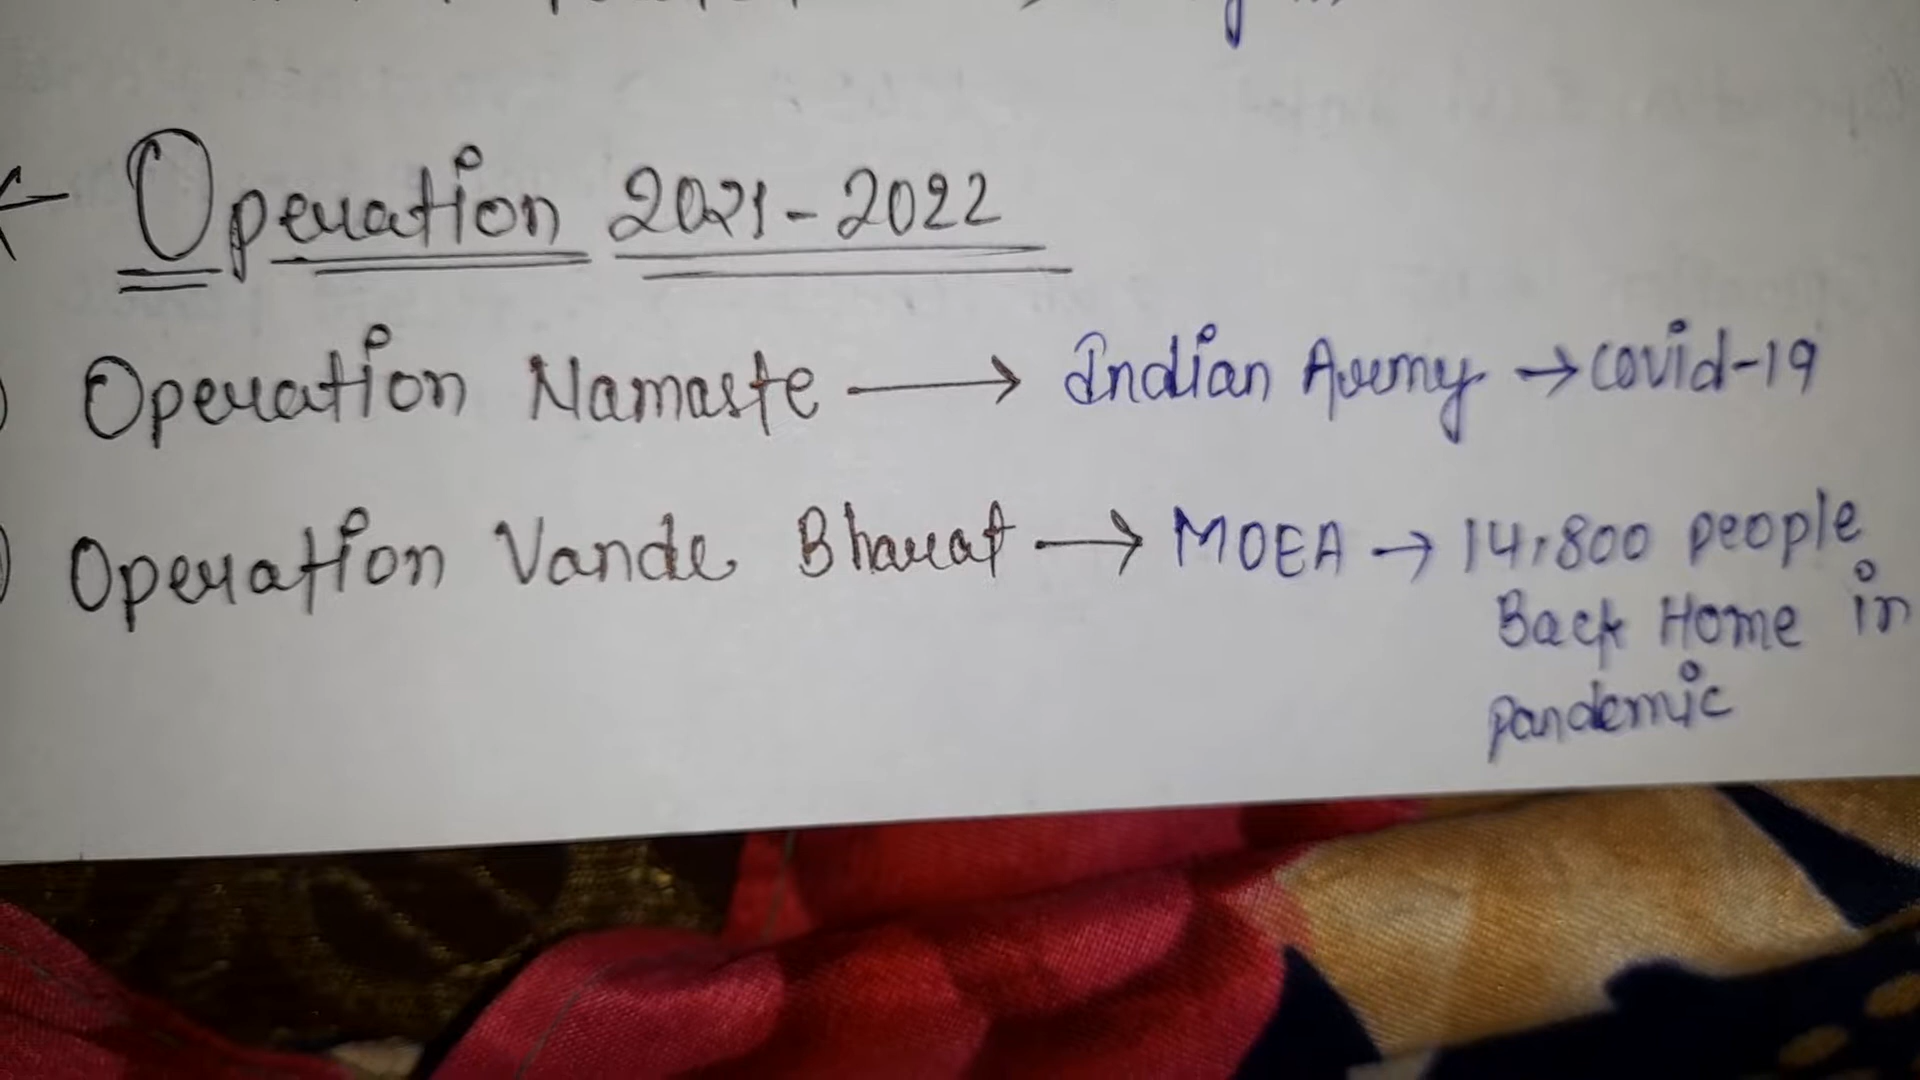 Operation 2021-2022
Operation Namaste → Indian Army → Covid-19
Operation Vande Bharat → MOEA → 14,800 people
Back Home in
pandemic